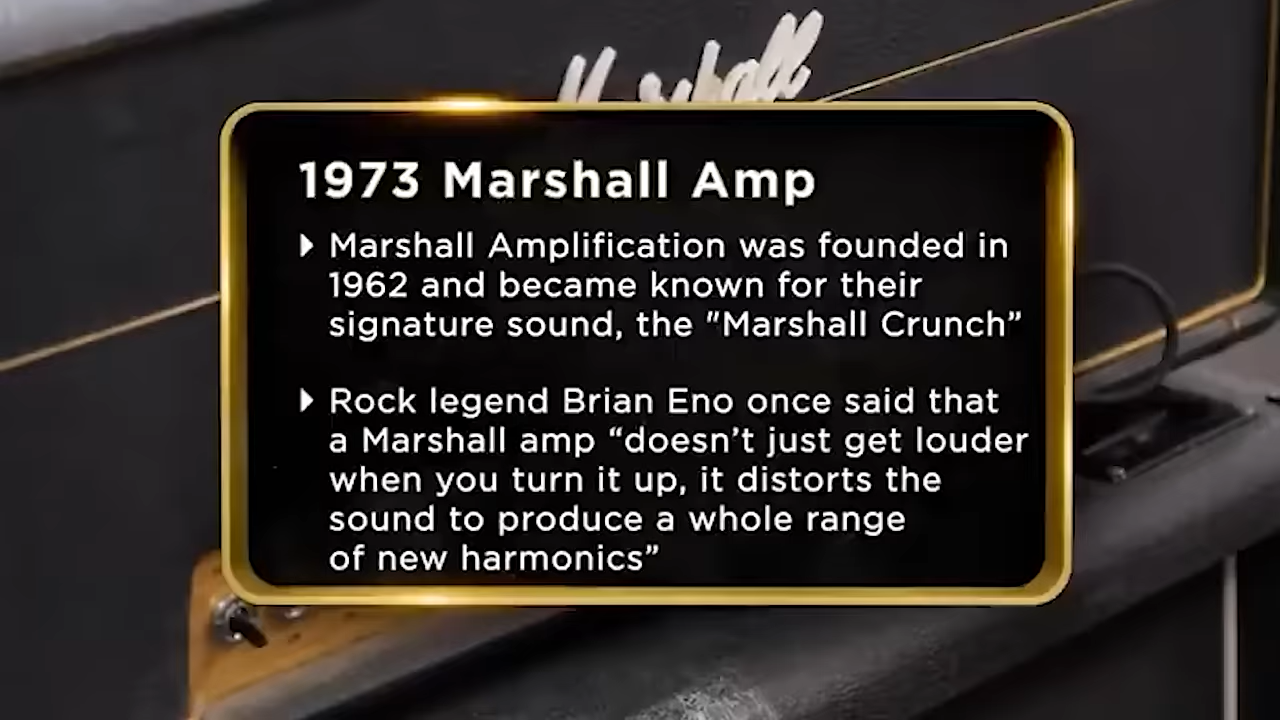 Marshall
1973 Marshall Amp
Marshall Amplification was founded in
1962 and became known for their
signature sound, the "Marshall Crunch”
Rock legend Brian Eno once said that
a Marshall amp “doesn’t just get louder
when you turn it up, it distorts the
sound to produce a whole range
of new harmonics”